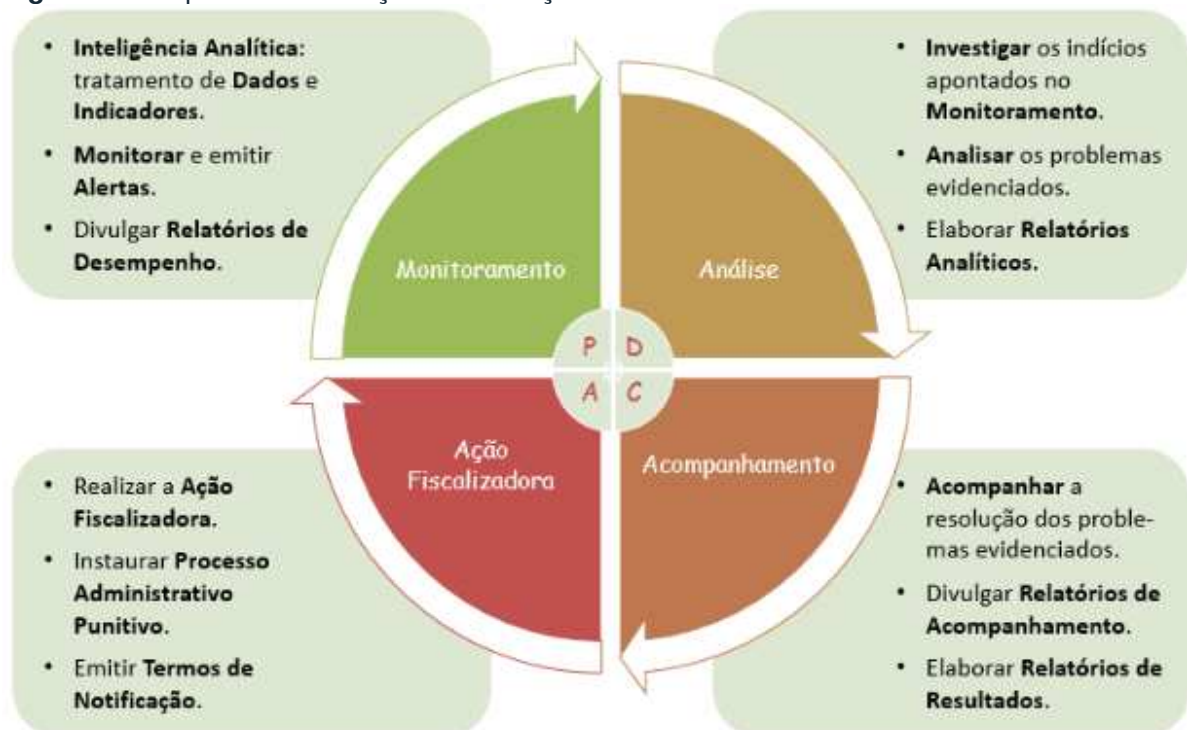 • Inteligência Analítica:
tratamento de Dados e
Indicadores.
• Monitorar e emitir
Alertas.
• Divulgar Relatórios de
Desempenho.
• Investigar os indícios
apontados no
Monitoramento.
• Analisar os problemas
evidenciados.
• Elaborar Relatórios
Analíticos.
Monitoramento
Análise
P D
A C
Ação
Fiscalizadora
Acompanhamento
• Realizar a Ação
Fiscalizadora.
• Instaurar Processo
Administrativo
Punitivo.
• Emitir Termos de
Notificação.
• Acompanhar a
resolução dos proble-
mas evidenciados.
• Divulgar Relatórios de
Acompanhamento.
• Elaborar Relatórios de
Resultados.